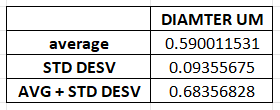 DIAMTER UM
average 0.590011531
STD DESV 0.09355675
AVG + STD DESV 0.68356828